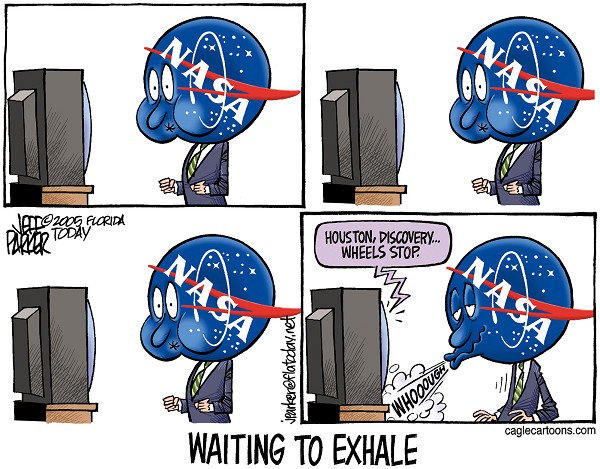 NASA
NASA
JEFF PARKER ©2005 FLORIDA
TODAY
NASA
jparker@flatoday.net
HOUSTON, DISCOVERY...
WHEELS STOP.
NASA
WHOOOUGH
caglecartoons.com
WAITING TO EXHALE